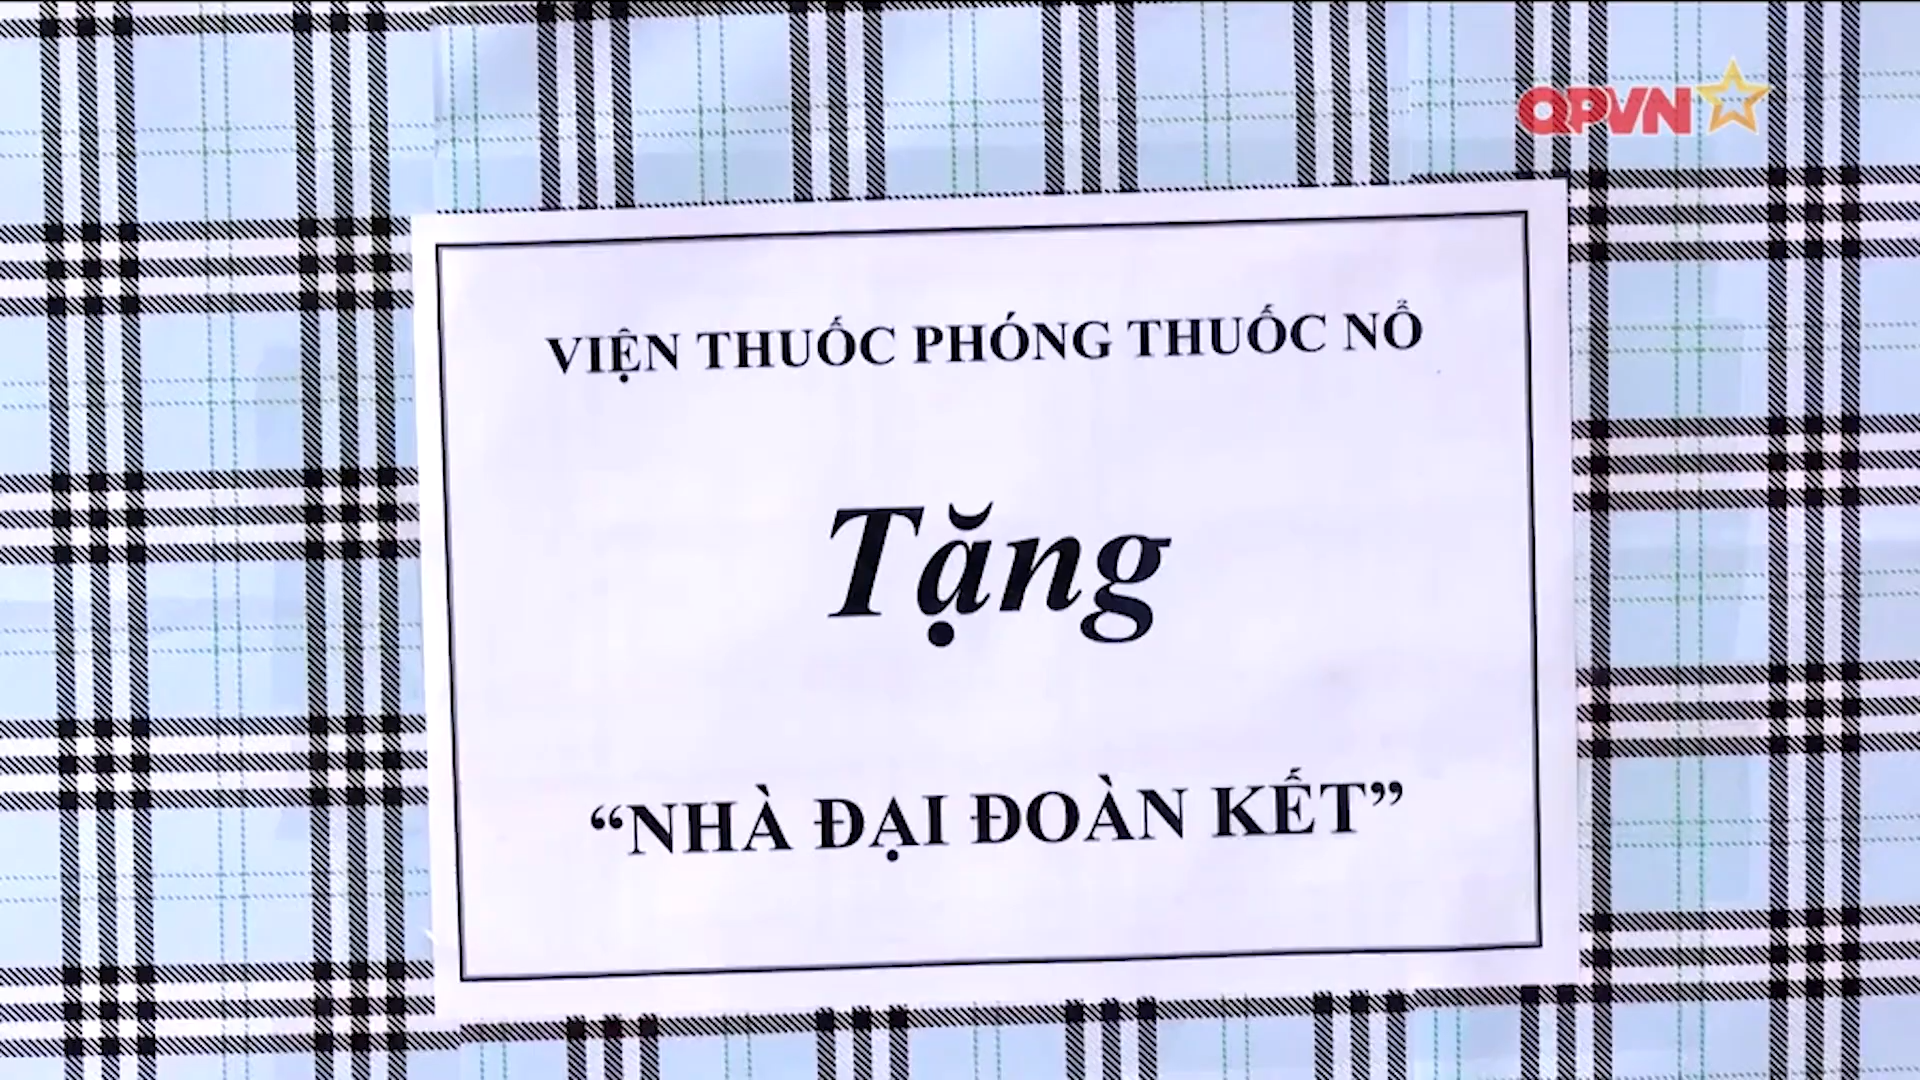 QPVN
VIỆN THUỐC PHÓNG THUỐC NỔ
Tặng
“NHÀ ĐẠI ĐOÀN KẾT”